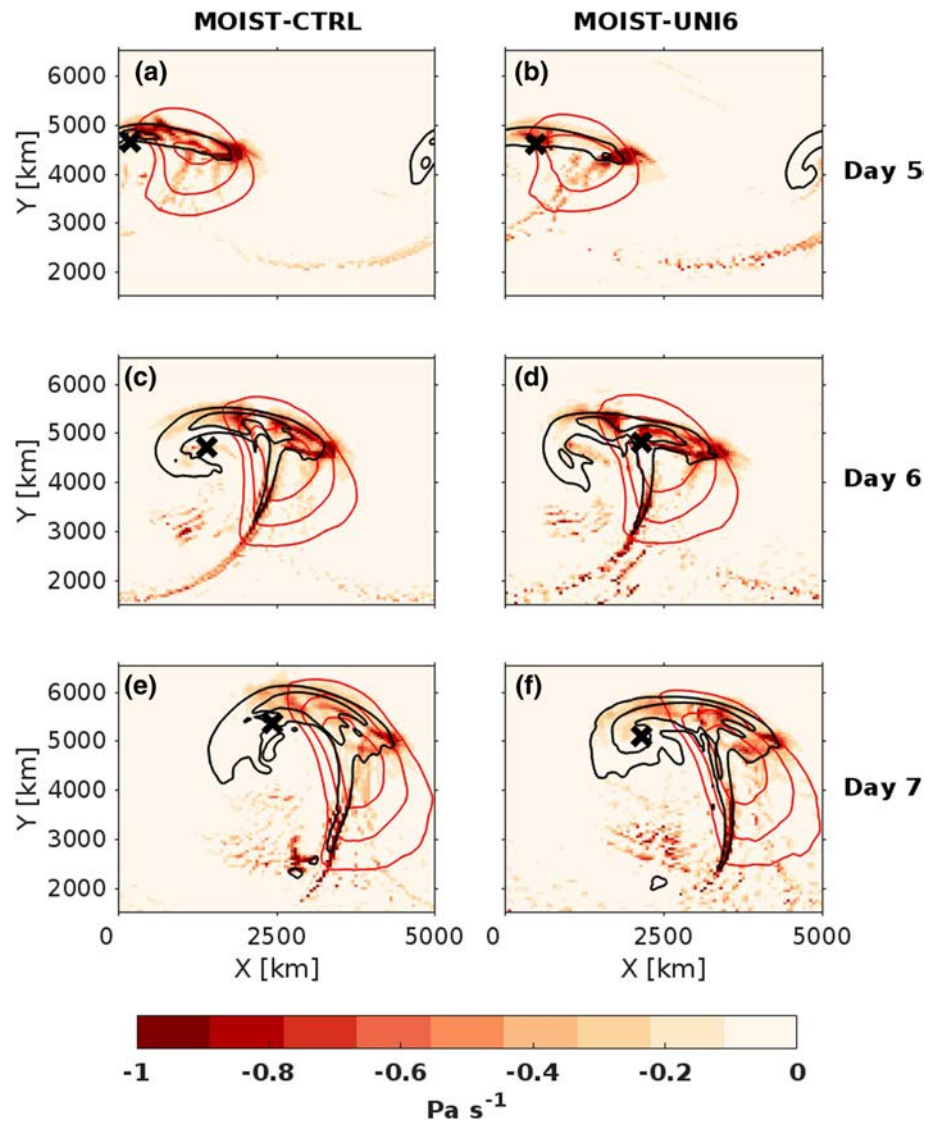 MOIST-CTRL MOIST-UNI6
(a) (b)
6000
5000
4000
3000
2000
Y [km]
Day 5
(c) (d)
6000
5000
4000
3000
2000
Y [km]
Day 6
(e) (f)
6000
5000
4000
3000
2000
Y [km]
Day 7
0 2500 5000 0 2500 5000
X [km] X [km]
-1 -0.8 -0.6 -0.4 -0.2 0
Pa s⁻¹